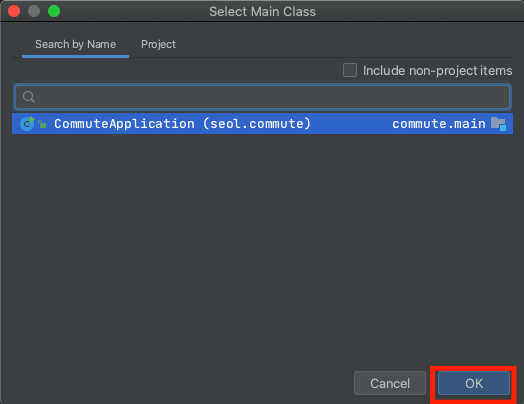 Select Main Class
Search by Name Project
Include non-project items
CommuteApplication (seol.commute) commute.main
Cancel OK